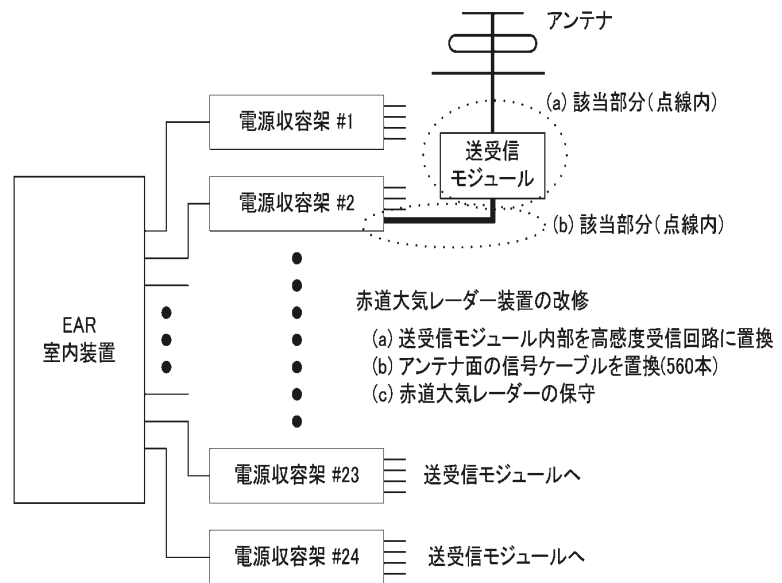 アンテナ
電源収容架 #1
(a) 該当部分(点線内)
送受信
モジュール
電源収容架 #2
(b) 該当部分(点線内)
EAR
室内装置
赤道大気レーダー装置の改修
(a) 送受信モジュール内部を高感度受信回路に置換
(b) アンテナ面の信号ケーブルを置換(560本)
(c) 赤道大気レーダーの保守
電源収容架 #23
送受信モジュールへ
電源収容架 #24
送受信モジュールへ